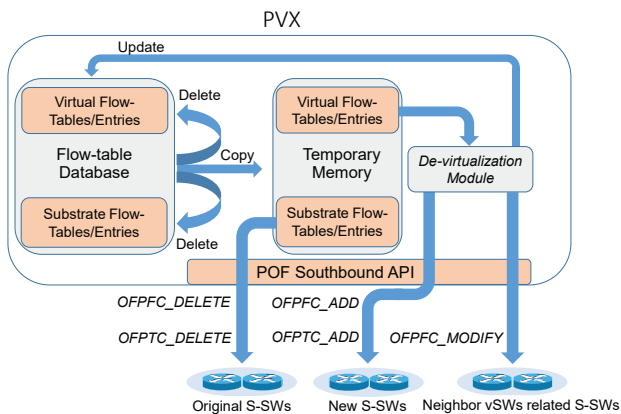 PVX
Update
Virtual Flow-
Tables/Entries
Delete
Flow-table
Database
Copy
Substrate Flow-
Tables/Entries
Delete
Virtual Flow-
Tables/Entries
Temporary
Memory
Substrate Flow-
Tables/Entries
De-virtualization
Module
POF Southbound API
OFPFC_DELETE
OFPTC_DELETE
OFPFC_ADD
OFPTC_ADD
OFPFC_MODIFY
Original S-SWs
New S-SWs
Neighbor vSWs related S-SWs